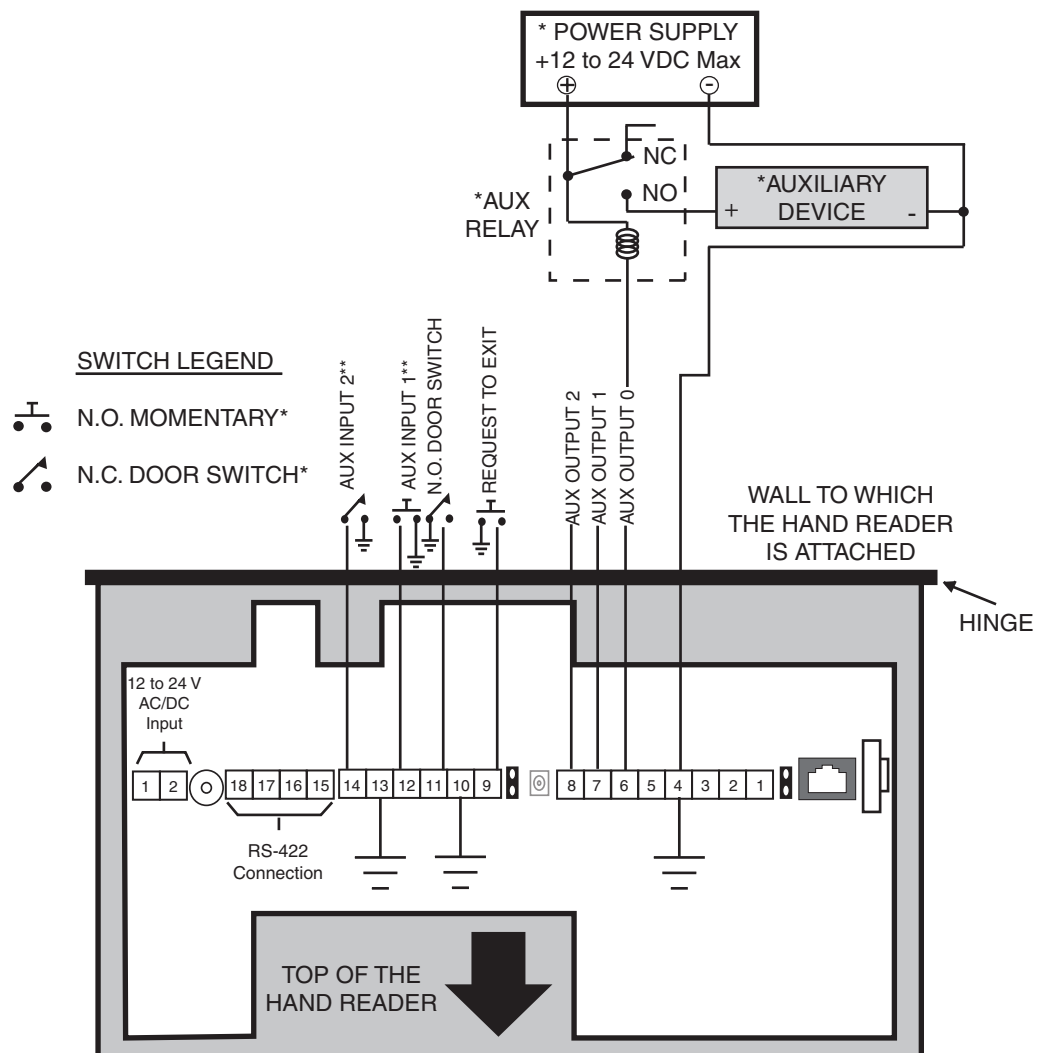 * POWER SUPPLY
+12 to 24 VDC Max
+
-
NC
NO
*AUX
RELAY
*AUXILIARY
DEVICE
+
-
SWITCH LEGEND
N.O. MOMENTARY*
N.C. DOOR SWITCH*
AUX INPUT 2**
AUX INPUT 1**
N.O. DOOR SWITCH
REQUEST TO EXIT
AUX OUTPUT 2
AUX OUTPUT 1
AUX OUTPUT 0
WALL TO WHICH
THE HAND READER
IS ATTACHED
HINGE
12 to 24 V
AC/DC
Input
1 2
18 17 16 15
14 13 12 11 10 9
8 7 6 5 4 3 2 1
RS-422
Connection
TOP OF THE
HAND READER